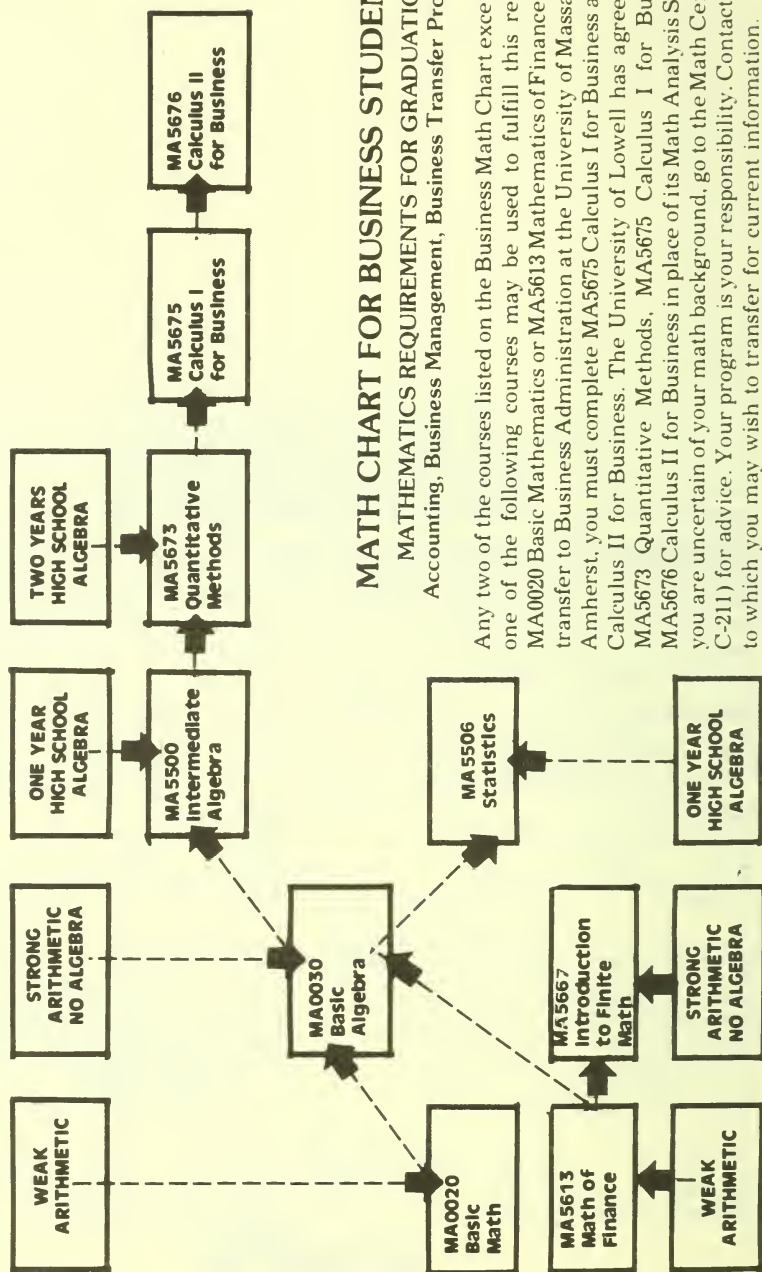 WEAK
ARITHMETIC
STRONG
ARITHMETIC
NO ALGEBRA
ONE YEAR
HIGH SCHOOL
ALGEBRA
TWO YEARS
HIGH SCHOOL
ALGEBRA
MA5500
Intermediate
Algebra
MA5673
Quantitative
Methods
MA5675
Calculus I
for Business
MA5676
Calculus II
for Business
MA0030
Basic
Algebra
MA0020
Basic
Math
MA5506
Statistics
MA5613
Math of
Finance
MA5667
Introduction
to Finite
Math
WEAK
ARITHMETIC
STRONG
ARITHMETIC
NO ALGEBRA
ONE YEAR
HIGH SCHOOL
ALGEBRA
MATH CHART FOR BUSINESS STUDEN
MATHEMATICS REQUIREMENTS FOR GRADUATIO
Accounting, Business Management, Business Transfer Pro
Any two of the courses listed on the Business Math Chart exce
one of the following courses may be used to fulfill this re
MA0020 Basic Mathematics or MA5613 Mathematics of Finance
transfer to Business Administration at the University of Massa
Amherst, you must complete MA5675 Calculus I for Business a
Calculus II for Business. The University of Lowell has agree
MA5673 Quantitative Methods, MA5675 Calculus I for Bu
MA5676 Calculus II for Business in place of its Math Analysis S
you are uncertain of your math background, go to the Math Ce
C-211) for advice. Your program is your responsibility. Contact
to which you may wish to transfer for current information.